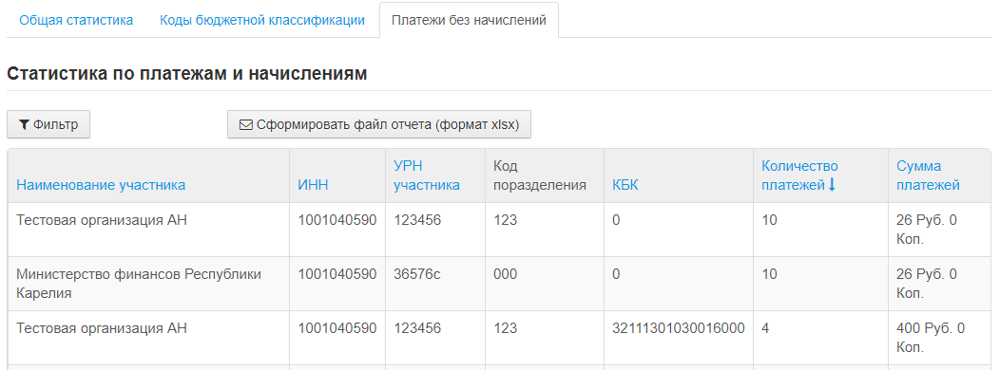 Общая статистика Коды бюджетной классификации Платежи без начислений
Статистика по платежам и начислениям
Фильтр Сформировать файл отчета (формат xlsx)
Наименование участника ИНН УРН участника Код поразделения КБК Количество платежей Сумма платежей
Тестовая организация АН 1001040590 123456 123 0 10 26 Руб. 0 Коп.
Министерство финансов Республики Карелия 1001040590 36576с 000 0 10 26 Руб. 0 Коп.
Тестовая организация АН 1001040590 123456 123 32111301030016000 4 400 Руб. 0 Коп.